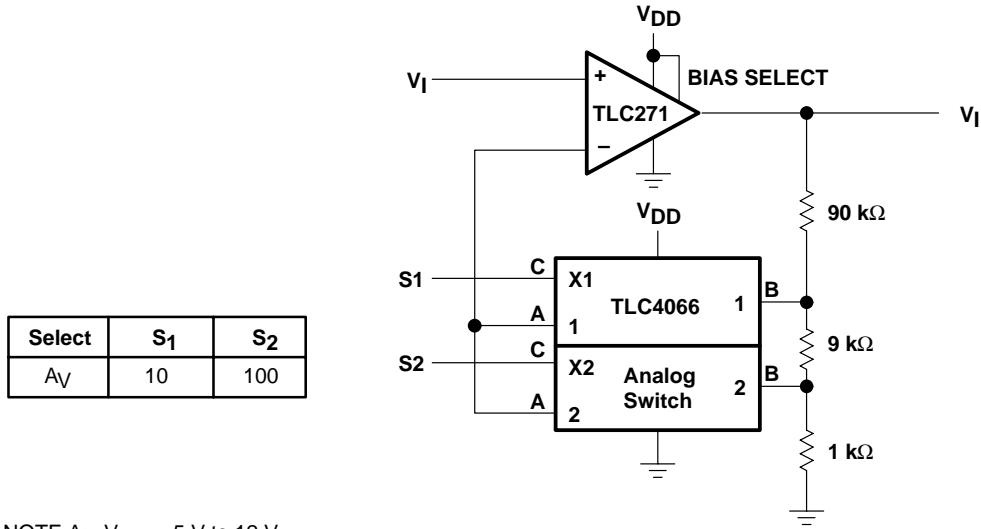 VDD
VI
+
BIAS SELECT
TLC271
VI
−
90 kΩ
VDD
S1
C
X1
TLC4066
1
B
A
1
9 kΩ
S2
C
X2
Analog
Switch
2
B
A
2
1 kΩ
Select S1 S2
AV 10 100